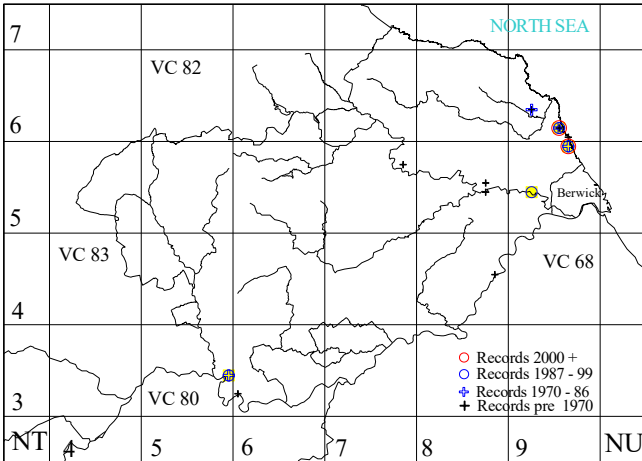 7
NORTH SEA
VC 82
6
Berwick
5
VC 83
VC 68
4
Records 2000 +
Records 1987 - 99
VC 80
Records 1970 - 86
Records pre 1970
3
NT 4 5 6 7 8 9 NU